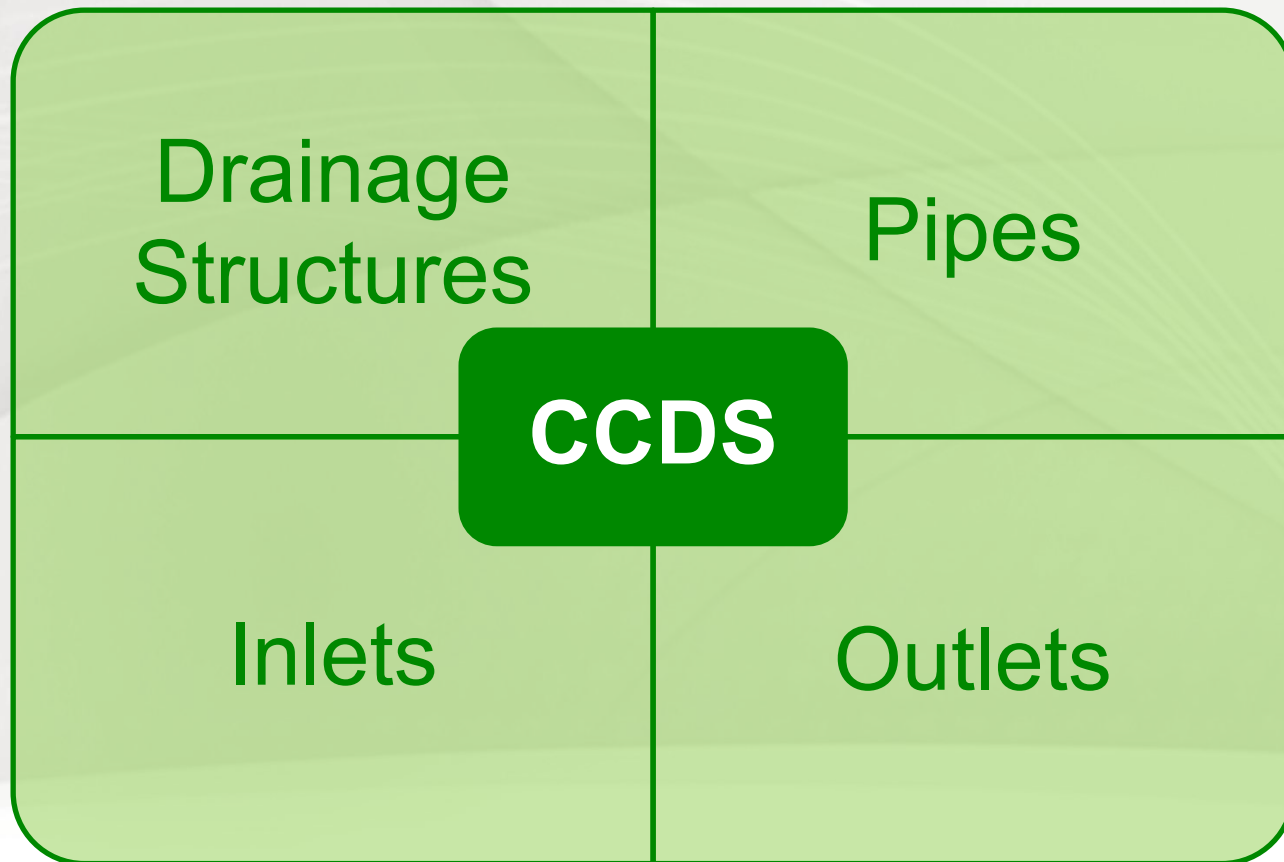 Drainage
Structures
Pipes
CCDS
Inlets
Outlets